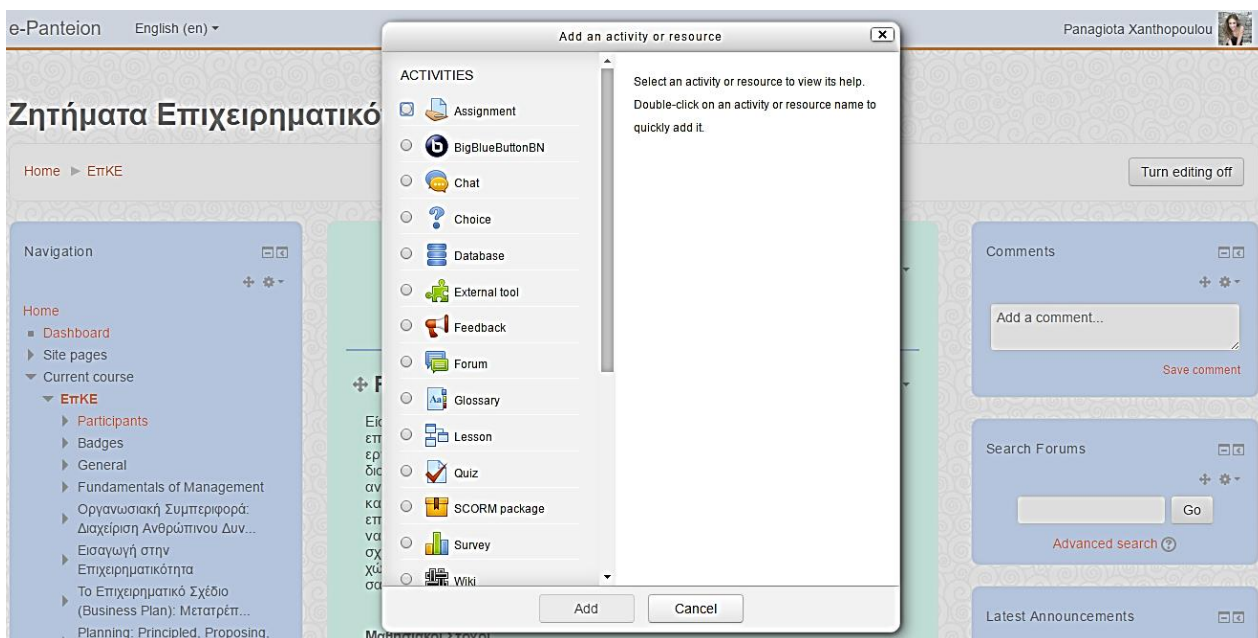 e-Panteion English (en)
Panagiota Xanthopoulou
Ζητήματα Επιχειρηματικό
Home ΕπΚΕ
Turn editing off
Navigation
Home
Dashboard
Site pages
Current course
ΕπΚΕ
Participants
Badges
General
Fundamentals of Management
Οργανωσιακή Συμπεριφορά:
Διαχείριση Ανθρώπινου Δυν...
Εισαγωγή στην
Επιχειρηματικότητα
Το Επιχειρηματικό Σχέδιο
(Business Plan): Μετατρέπ...
Planning: Principled, Proposing,
Add an activity or resource
ACTIVITIES
Assignment
BigBlueButtonBN
Chat
Choice
Database
External tool
Feedback
Forum
Glossary
Lesson
Quiz
SCORM package
Survey
Wiki
Select an activity or resource to view its help.
Double-click on an activity or resource name to
quickly add it.
Add Cancel
Comments
Add a comment...
Save comment
Search Forums
Go
Advanced search
Latest Announcements